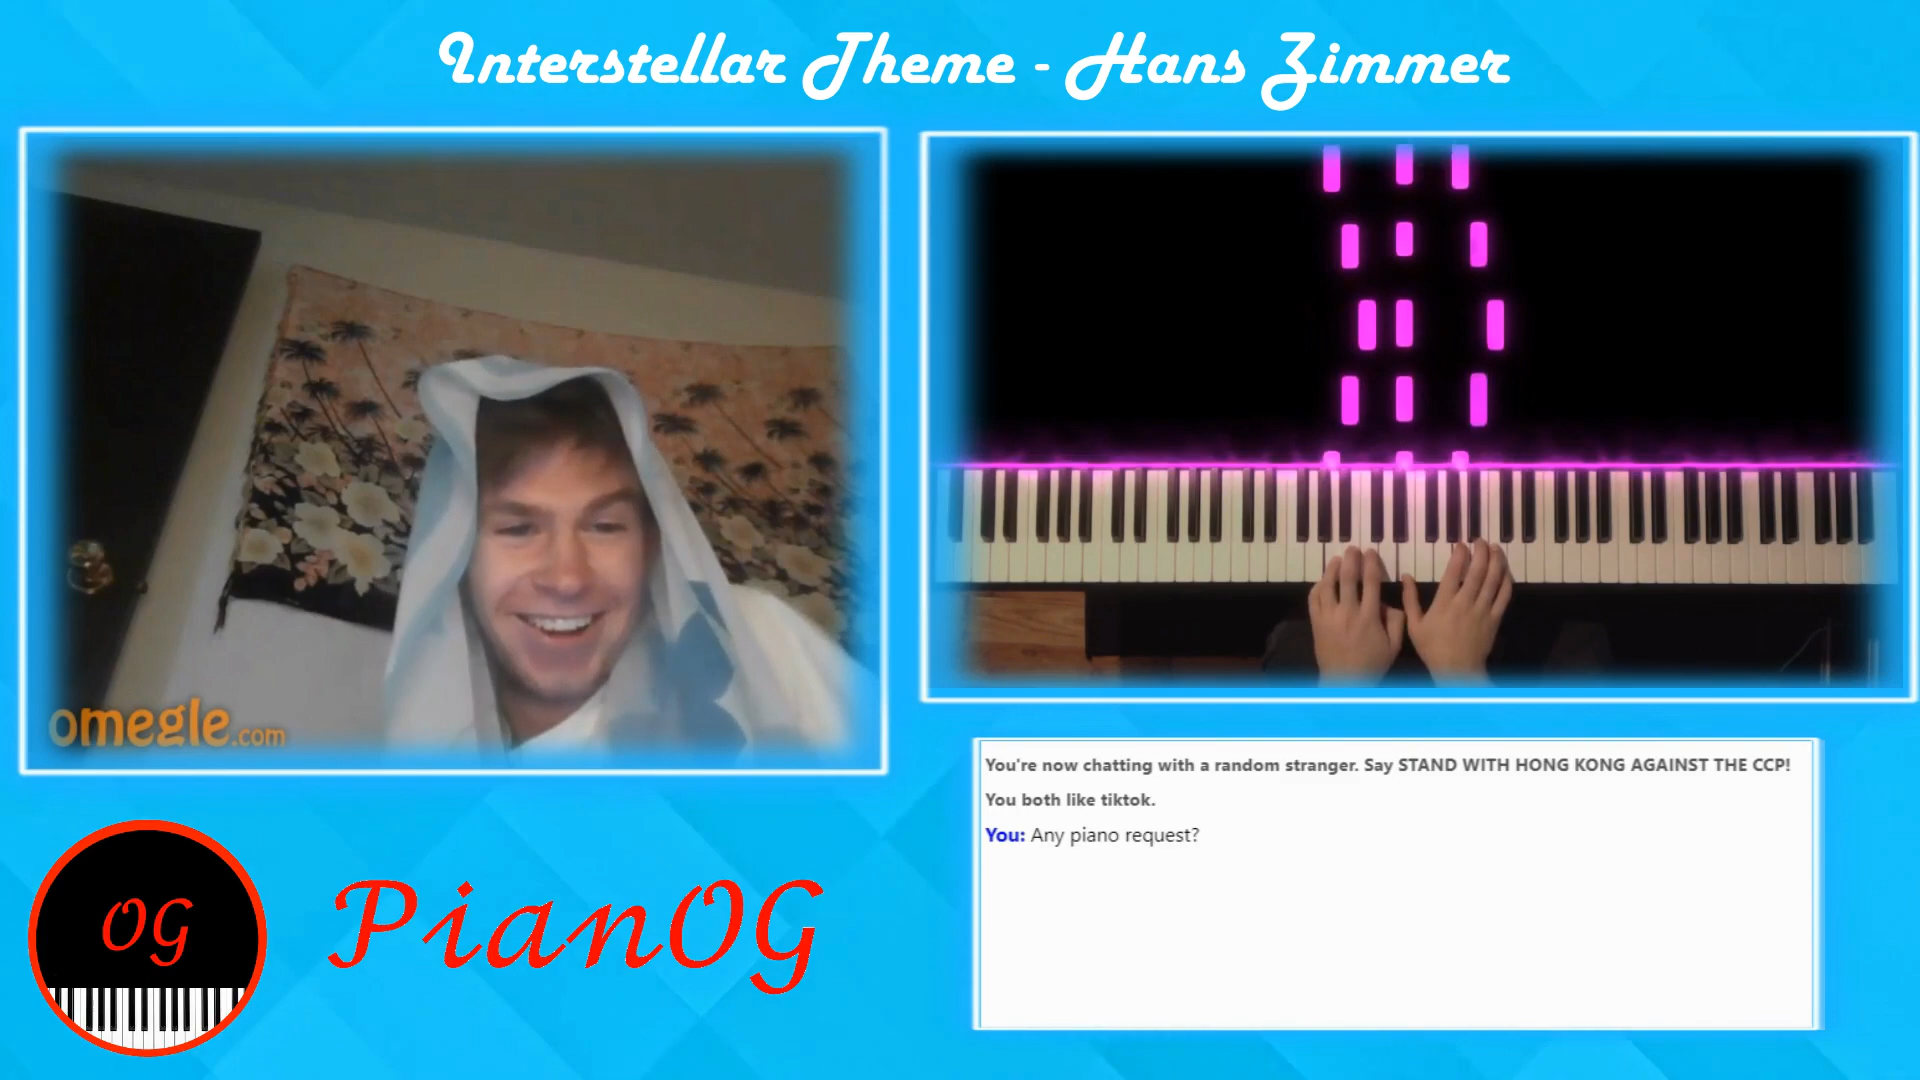 Interstellar Theme - Hans Zimmer
omegle.com
You're now chatting with a random stranger. Say STAND WITH HONG KONG AGAINST THE CCP!
You both like tiktok.
You: Any piano request?
OG
PianOG